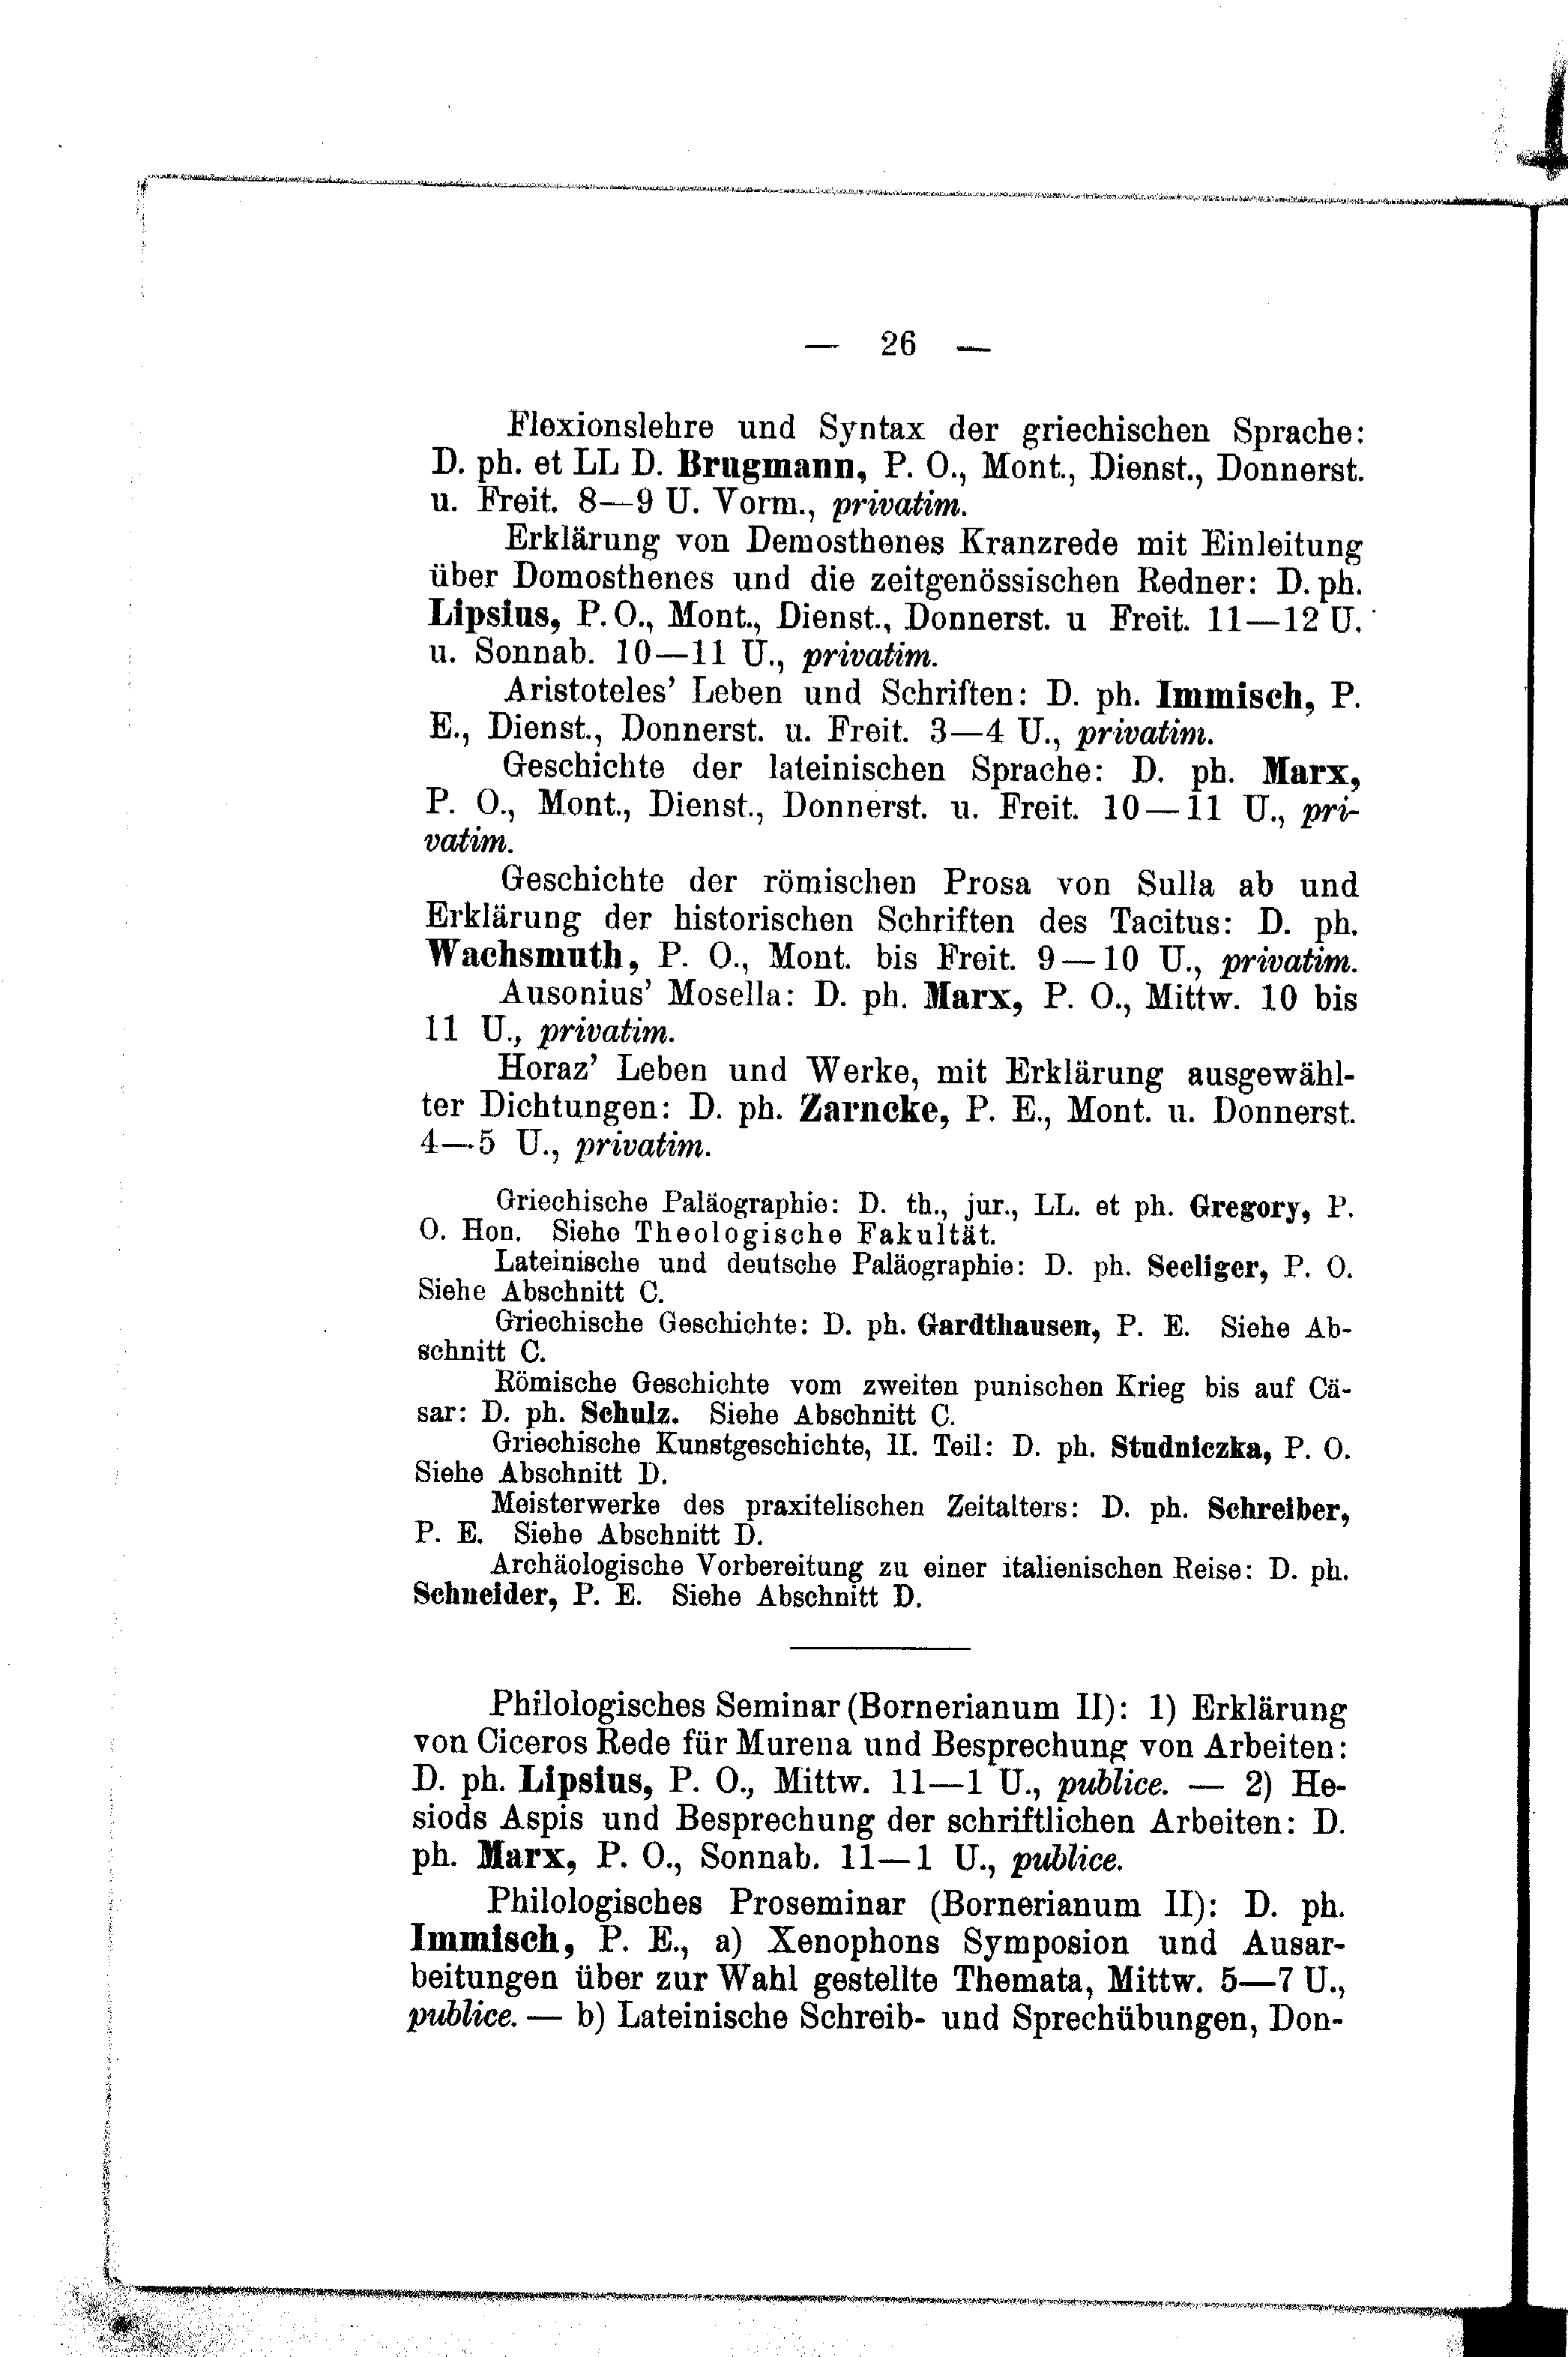 — 26 —
Flexionslehre und Syntax der griechischen Sprache:
D. ph. et LL D. Brugmann, P. O., Mont., Dienst., Donnerst.
u. Freit. 8—9 U. Vorm., privatim.
Erklärung von Demosthenes Kranzrede mit Einleitung
über Domosthenes und die zeitgenössischen Redner: D. ph.
Lipsius, P. O., Mont., Dienst., Donnerst. u Freit. 11—12 U.
u. Sonnab. 10—11 U., privatim.
Aristoteles' Leben und Schriften: D. ph. Immisch, P.
E., Dienst., Donnerst. u. Freit. 3—4 U., privatim.
Geschichte der lateinischen Sprache: D. ph. Marx,
P. O., Mont., Dienst., Donnerst. u. Freit. 10—11 U., pri-
vatim.
Geschichte der römischen Prosa von Sulla ab und
Erklärung der historischen Schriften des Tacitus: D. ph.
Wachsmuth, P. O., Mont. bis Freit. 9—10 U., privatim.
Ausonius' Mosella: D. ph. Marx, P. O., Mittw. 10 bis
11 U., privatim.
Horaz' Leben und Werke, mit Erklärung ausgewähl-
ter Dichtungen: D. ph. Zarncke, P. E., Mont. u. Donnerst.
4—5 U., privatim.
Griechische Paläographie: D. th., jur., LL. et ph. Gregory, P.
O. Hon. Siehe Theologische Fakultät.
Lateinische und deutsche Paläographie: D. ph. Seeliger, P. O.
Siehe Abschnitt C.
Griechische Geschichte: D. ph. Gardthausen, P. E. Siehe Ab-
schnitt C.
Römische Geschichte vom zweiten punischen Krieg bis auf Cä-
sar: D. ph. Schulz. Siehe Abschnitt C.
Griechische Kunstgeschichte, II. Teil: D. ph. Studniczka, P. O.
Siehe Abschnitt D.
Meisterwerke des praxitelischen Zeitalters: D. ph. Schreiber,
P. E. Siehe Abschnitt D.
Archäologische Vorbereitung zu einer italienischen Reise: D. ph.
Schneider, P. E. Siehe Abschnitt D.
Philologisches Seminar (Bornerianum II): 1) Erklärung
von Ciceros Rede für Murena und Besprechung von Arbeiten:
D. ph. Lipsius, P. O., Mittw. 11—1 U., publice. — 2) He-
siods Aspis und Besprechung der schriftlichen Arbeiten: D.
ph. Marx, P. O., Sonnab. 11—1 U., publice.
Philologisches Proseminar (Bornerianum II): D. ph.
Immisch, P. E., a) Xenophons Symposion und Ausar-
beitungen über zur Wahl gestellte Themata, Mittw. 5—7 U.,
publice. — b) Lateinische Schreib- und Sprechübungen, Don-